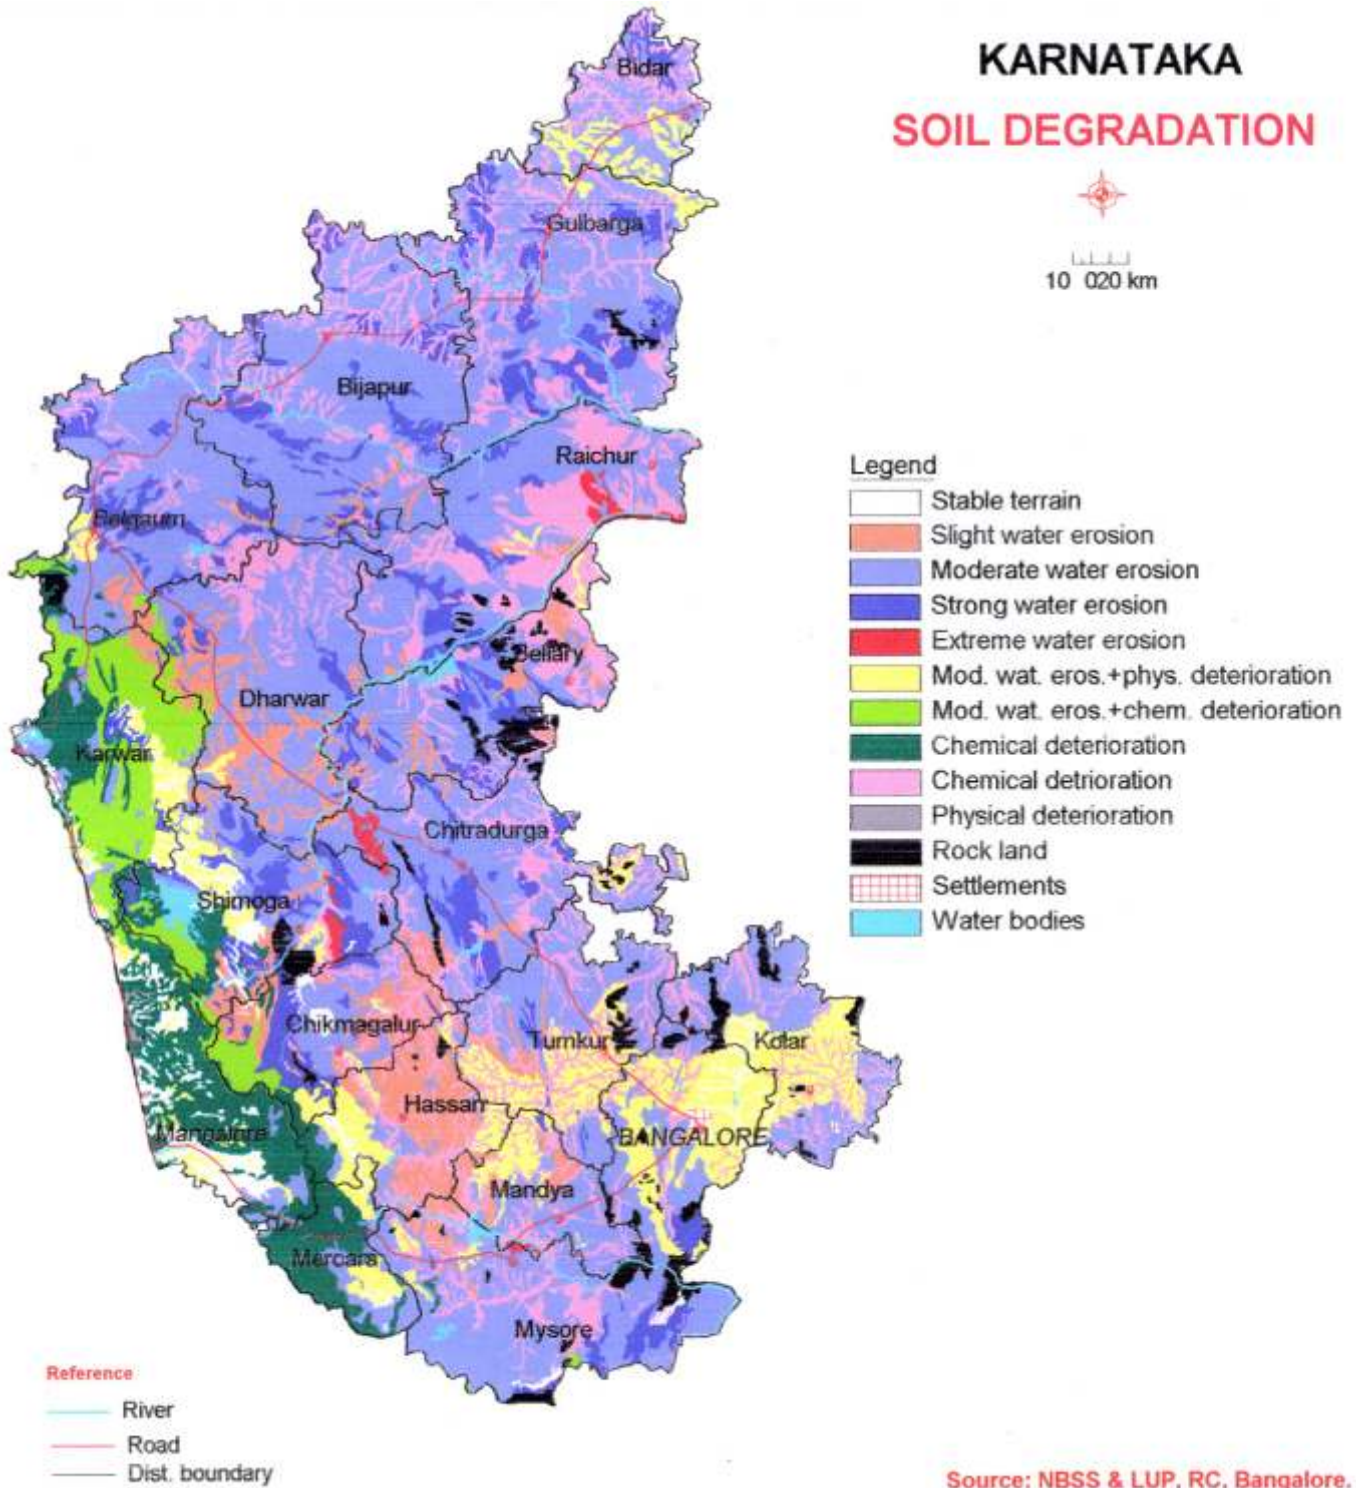 KARNATAKA
SOIL DEGRADATION
10 020 km
Bidar
Gulbarga
Bijapur
Raichur
Belgaum
Bellary
Dharwar
Karwar
Chitradurga
Shimoga
Chikmagalur
Tumkur
Kolar
Hassan
Mangalore
BANGALORE
Mandya
Mercara
Mysore
Legend
Stable terrain
Slight water erosion
Moderate water erosion
Strong water erosion
Extreme water erosion
Mod. wat. eros.+phys. deterioration
Mod. wat. eros.+chem. deterioration
Chemical deterioration
Chemical detrioration
Physical deterioration
Rock land
Settlements
Water bodies
Reference
River
Road
Dist. boundary
Source: NBSS & LUP, RC, Bangalore.